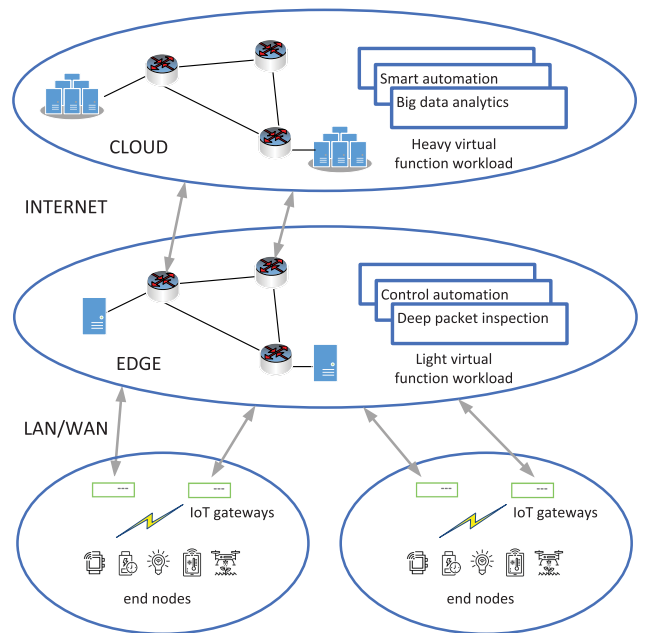 Smart automation
Big data analytics
CLOUD
Heavy virtual
function workload
INTERNET
Control automation
Deep packet inspection
EDGE
Light virtual
function workload
LAN/WAN
IoT gateways
IoT gateways
end nodes
end nodes